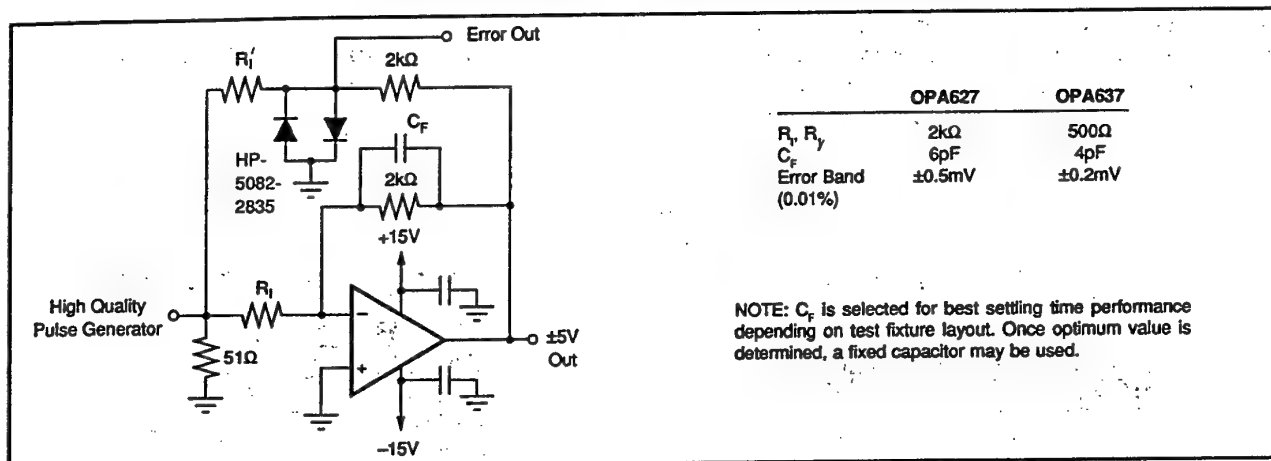 Error Out
R_I′
2kΩ
C_F
HP-
5082-
2835
2kΩ
+15V
High Quality
Pulse Generator
R_I
51Ω
−
+
±5V
Out
–15V
OPA627 OPA637
R_I, R_γ 2kΩ 500Ω
C_F 6pF 4pF
Error Band ±0.5mV ±0.2mV
(0.01%)
NOTE: C_F is selected for best settling time performance
depending on test fixture layout. Once optimum value is
determined, a fixed capacitor may be used.